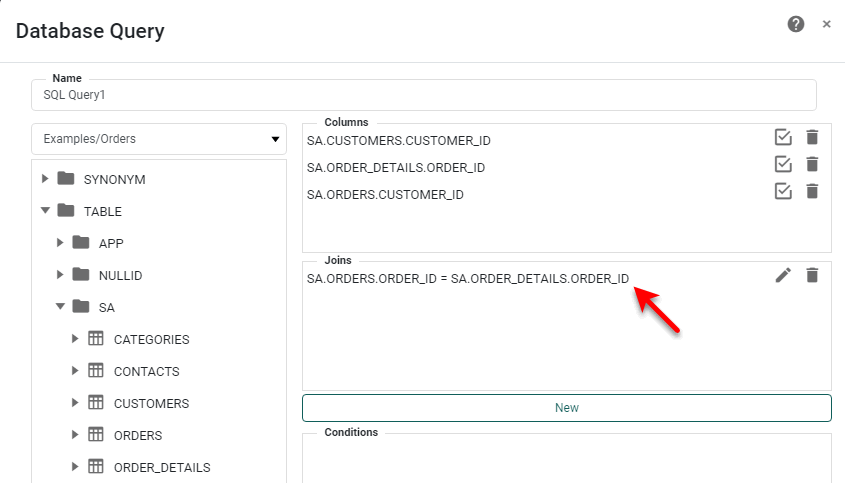 Database Query
?
×
Name
SQL Query1
Examples/Orders
SYNONYM
TABLE
APP
NULLID
SA
CATEGORIES
CONTACTS
CUSTOMERS
ORDERS
ORDER_DETAILS
Columns
SA.CUSTOMERS.CUSTOMER_ID
SA.ORDER_DETAILS.ORDER_ID
SA.ORDERS.CUSTOMER_ID
Joins
SA.ORDERS.ORDER_ID = SA.ORDER_DETAILS.ORDER_ID
New
Conditions